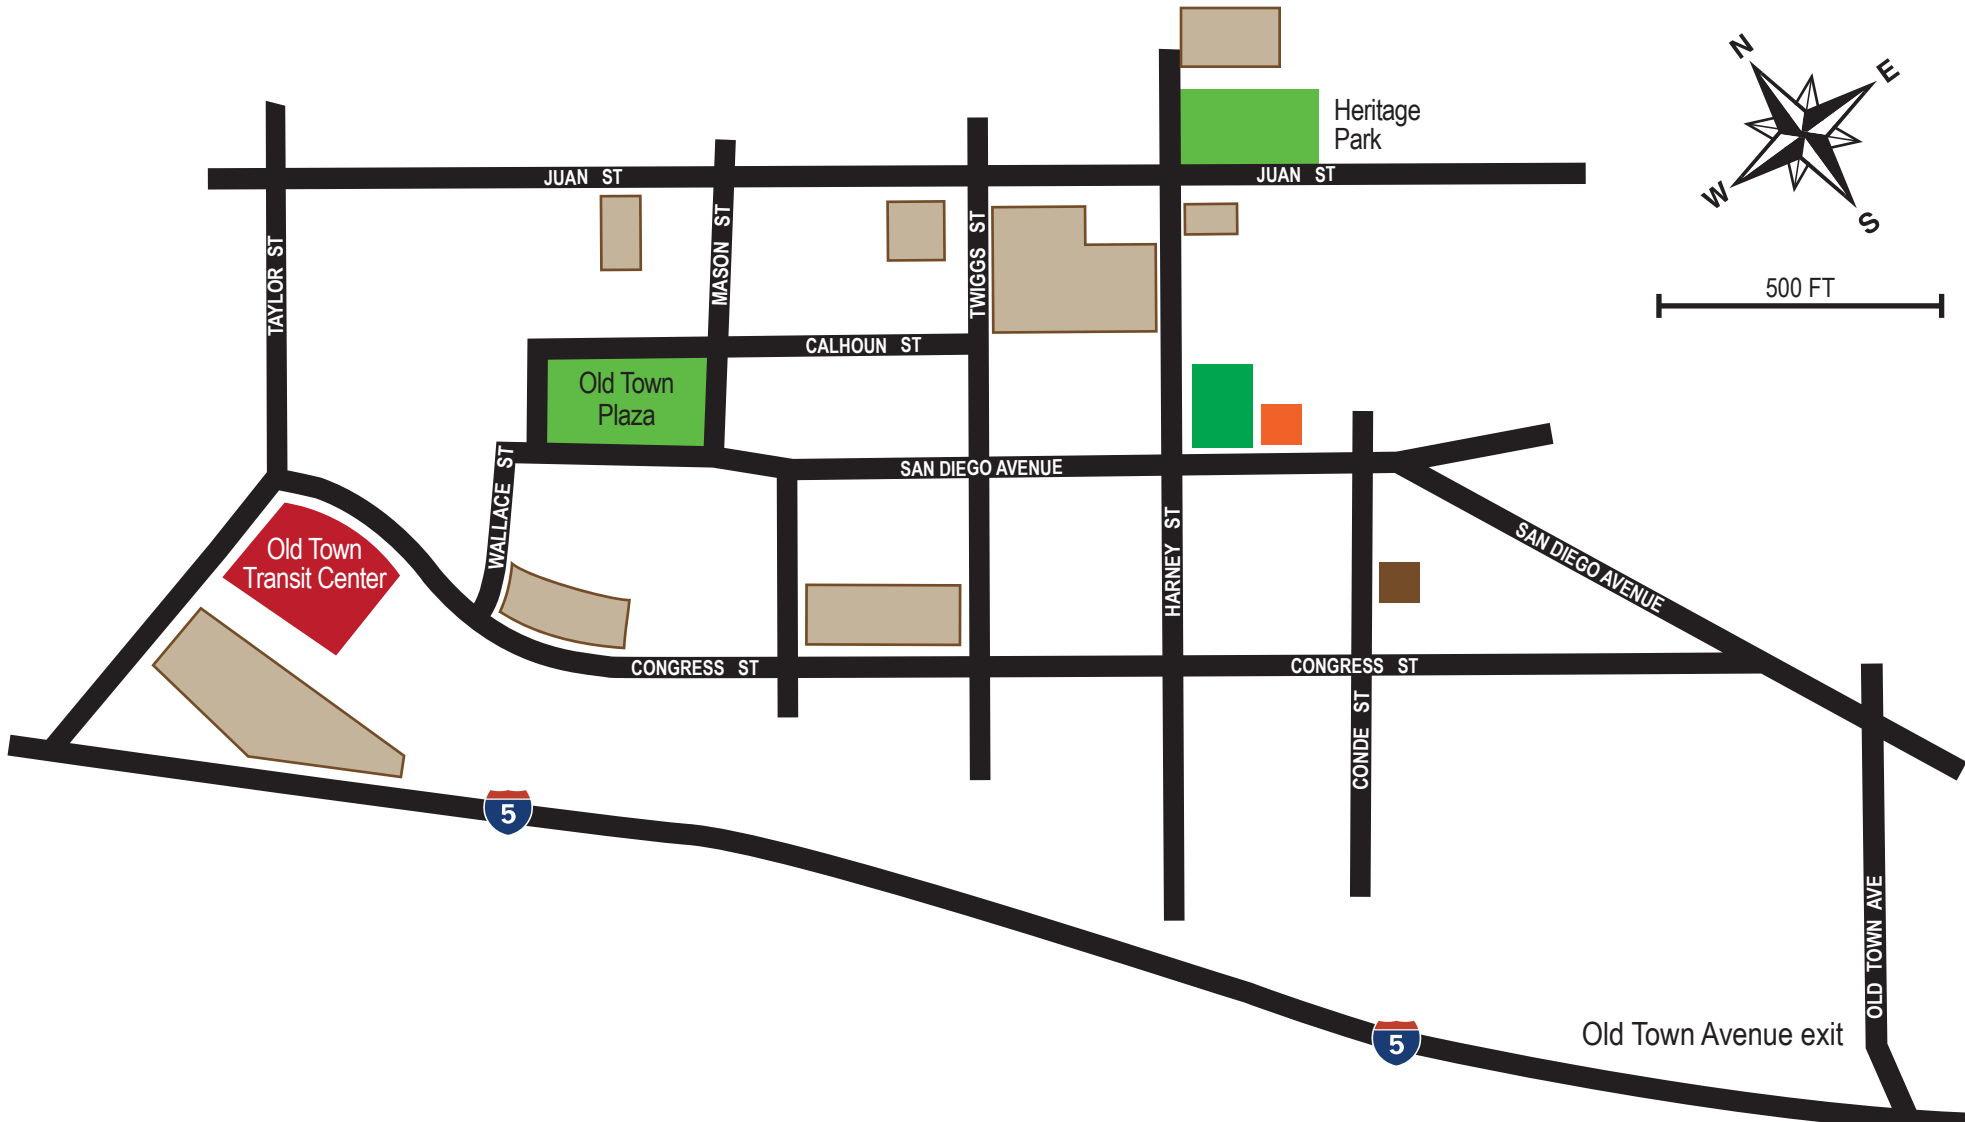 N
E
Heritage
Park
JUAN ST
JUAN ST
W
S
TAYLOR ST
MASON ST
TWIGGS ST
500 FT
CALHOUN ST
Old Town
Plaza
SAN DIEGO AVENUE
WALLACE ST
HARNEY ST
SAN DIEGO AVENUE
Old Town
Transit Center
CONGRESS ST
CONGRESS ST
CONDE ST
5
OLD TOWN AVE
Old Town Avenue exit
5